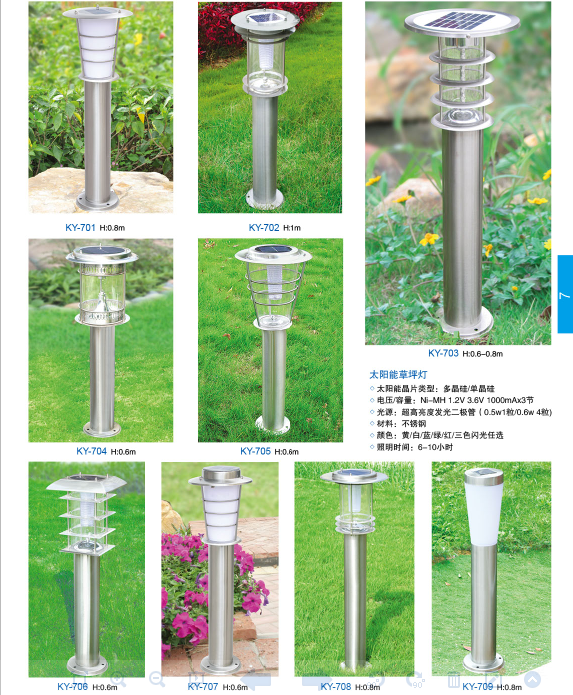 KY-701 H:0.8m
KY-702 H:1m
KY-703 H:0.6-0.8m
7
太阳能草坪灯
太阳能晶片类型：多晶硅/单晶硅
电压/容量：Ni-MH 1.2V 3.6V 1000mAx3节
光源：超高亮度发光二极管（0.5w1粒/0.6w 4粒)
材料：不锈钢
颜色：黄/白/蓝/绿/红/三色闪光任选
照明时间：6-10小时
KY-704 H:0.6m
KY-705 H:0.6m
KY-706 H:0.6m
KY-707 H:0.6m
KY-708 H:0.8m
KY-709 H:0.8m